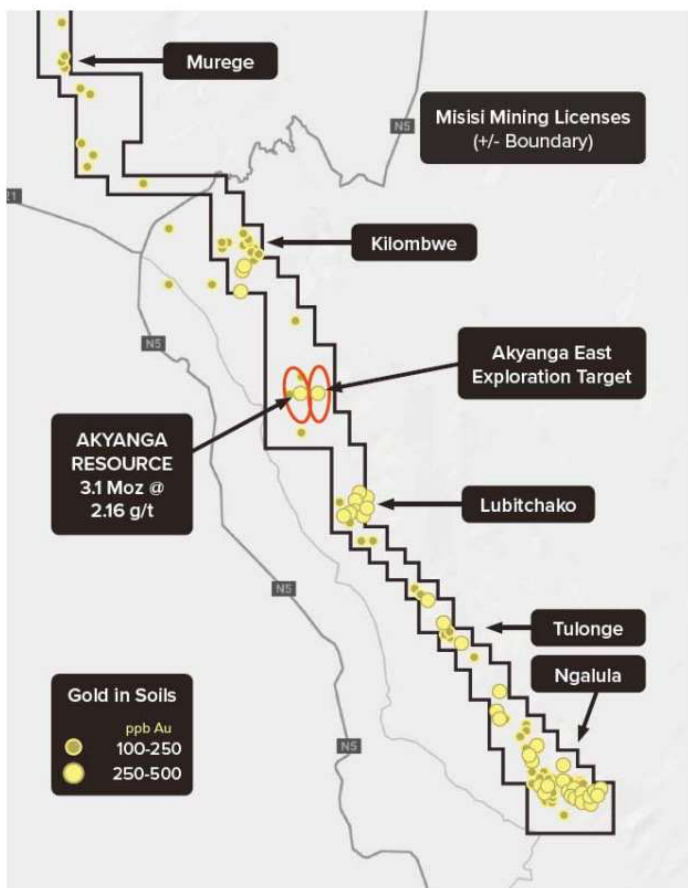 Murege
Misisi Mining Licenses
(+/- Boundary)
N5
Kilombwe
N5
Akyanga East
Exploration Target
AKYANGA
RESOURCE
3.1 Moz @
2.16 g/t
Lubitchako
N5
Tulonge
Ngalula
Gold in Soils
ppb Au
100-250
250-500
N5